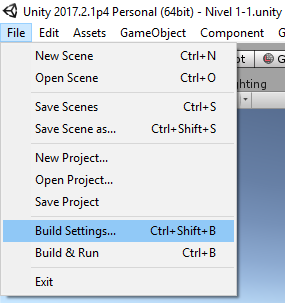 Unity 2017.2.1p4 Personal (64bit) - Nivel 1-1.unity
File Edit Assets GameObject Component
New Scene Ctrl+N
Open Scene Ctrl+O
Save Scenes Ctrl+S
Save Scene as... Ctrl+Shift+S
New Project...
Open Project...
Save Project
Build Settings... Ctrl+Shift+B
Build & Run Ctrl+B
Exit